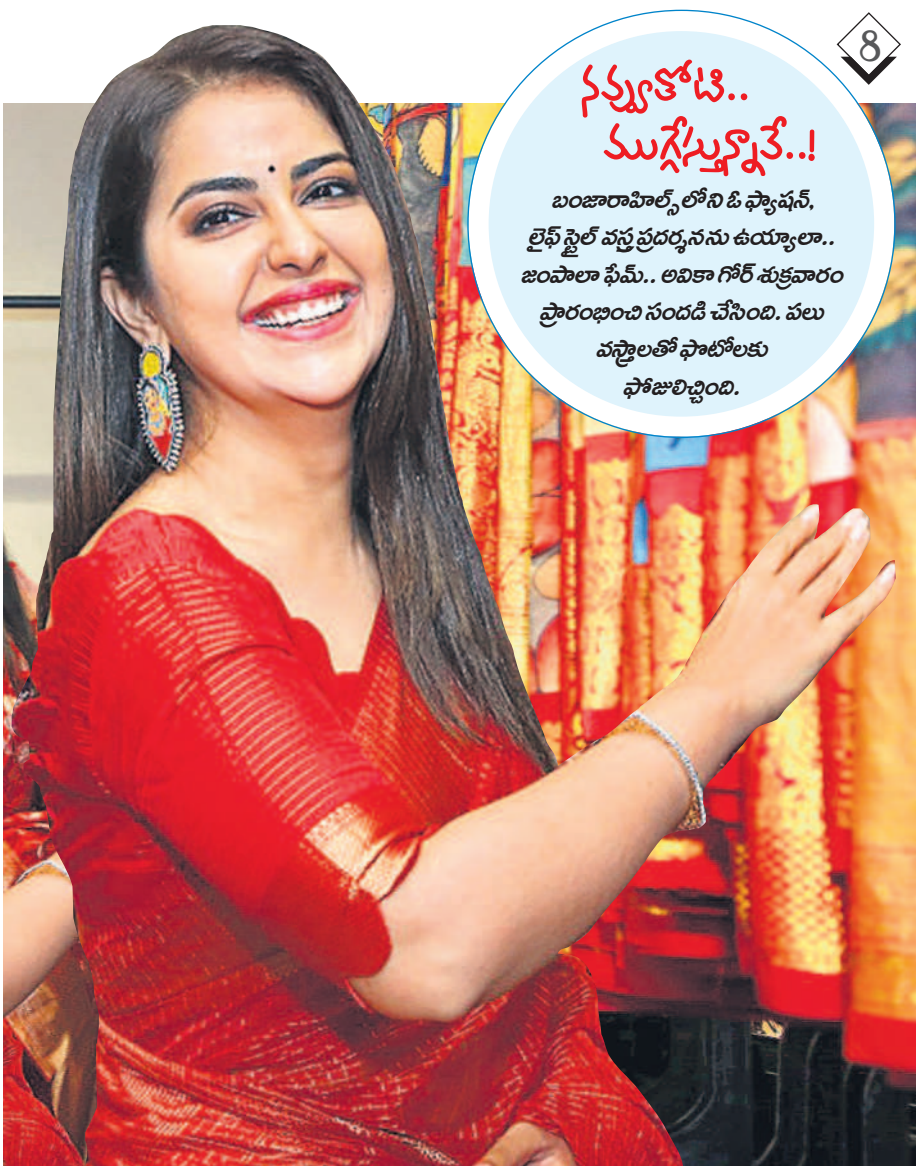 8
నవ్వుతోటి..
ముగ్గేస్తున్నావే..!
బంజారాహిల్స్‌లోని ఓ ఫ్యాషన్,
లైఫ్‌స్టైల్ వస్త్ర ప్రదర్శనను ఉయ్యాలా..
జంపాలా ఫేమ్.. అవికా గోర్ శుక్రవారం
ప్రారంభించి సందడి చేసింది. పలు
వస్త్రాలతో ఫొటోలకు
ఫోజులిచ్చింది.